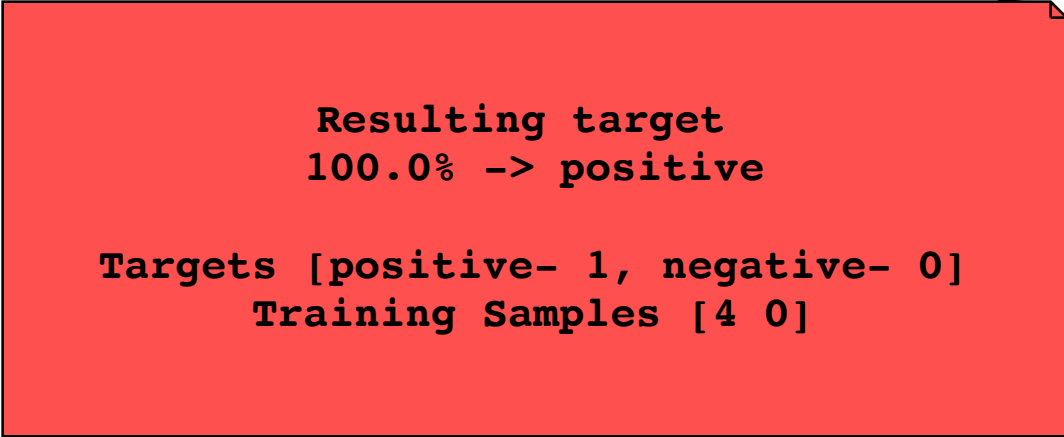 Resulting target
100.0% -> positive
Targets [positive- 1, negative- 0]
Training Samples [4 0]